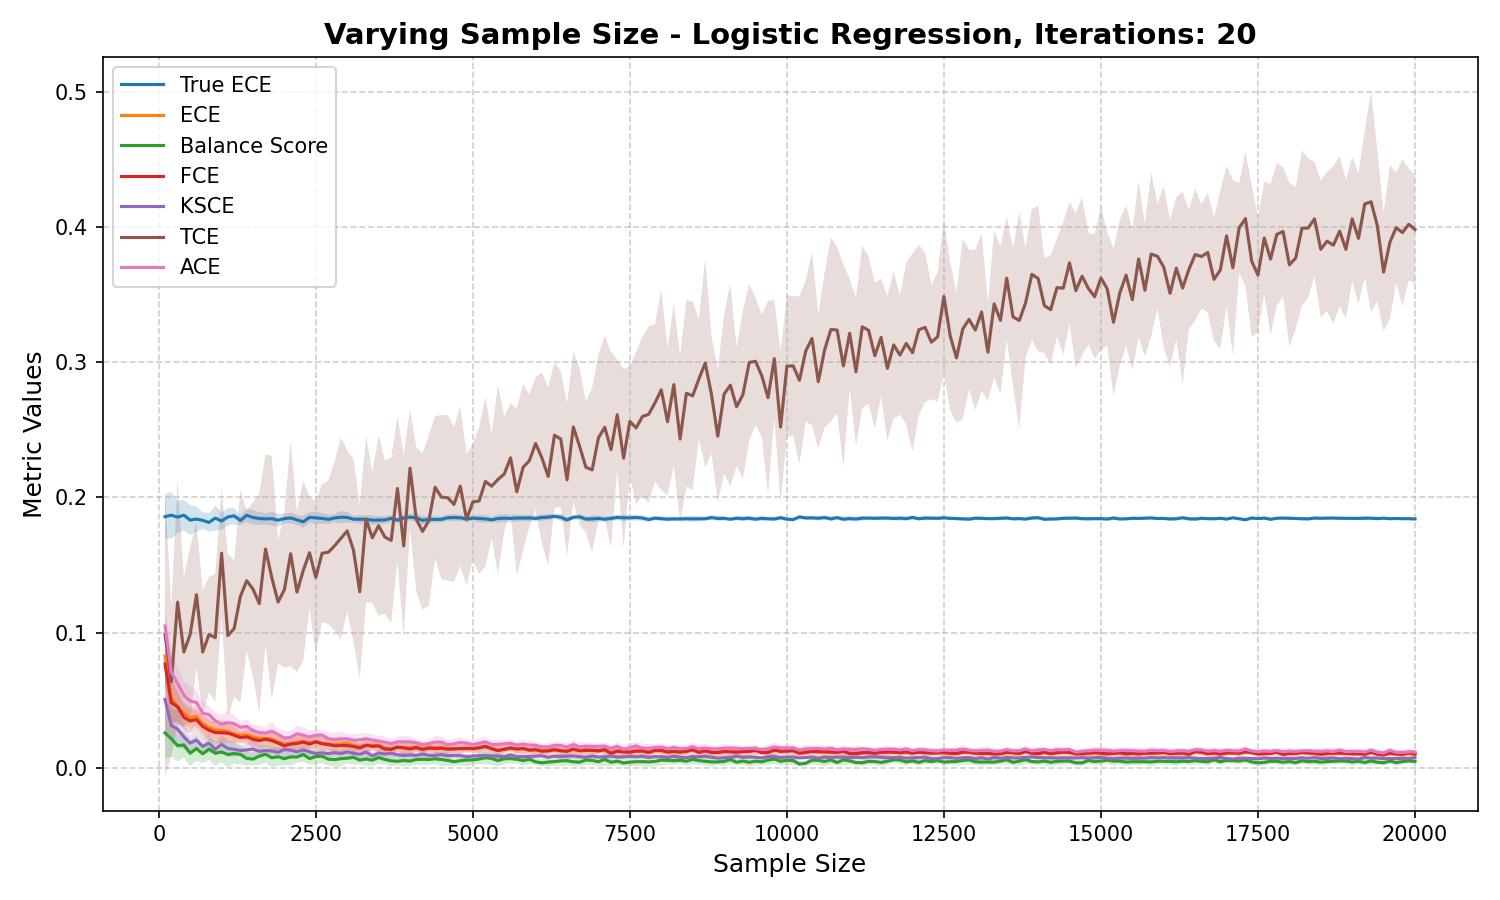 Varying Sample Size - Logistic Regression, Iterations: 20
True ECE
ECE
Balance Score
FCE
KSCE
TCE
ACE
Metric Values
0.5
0.4
0.3
0.2
0.1
0.0
0 2500 5000 7500 10000 12500 15000 17500 20000
Sample Size